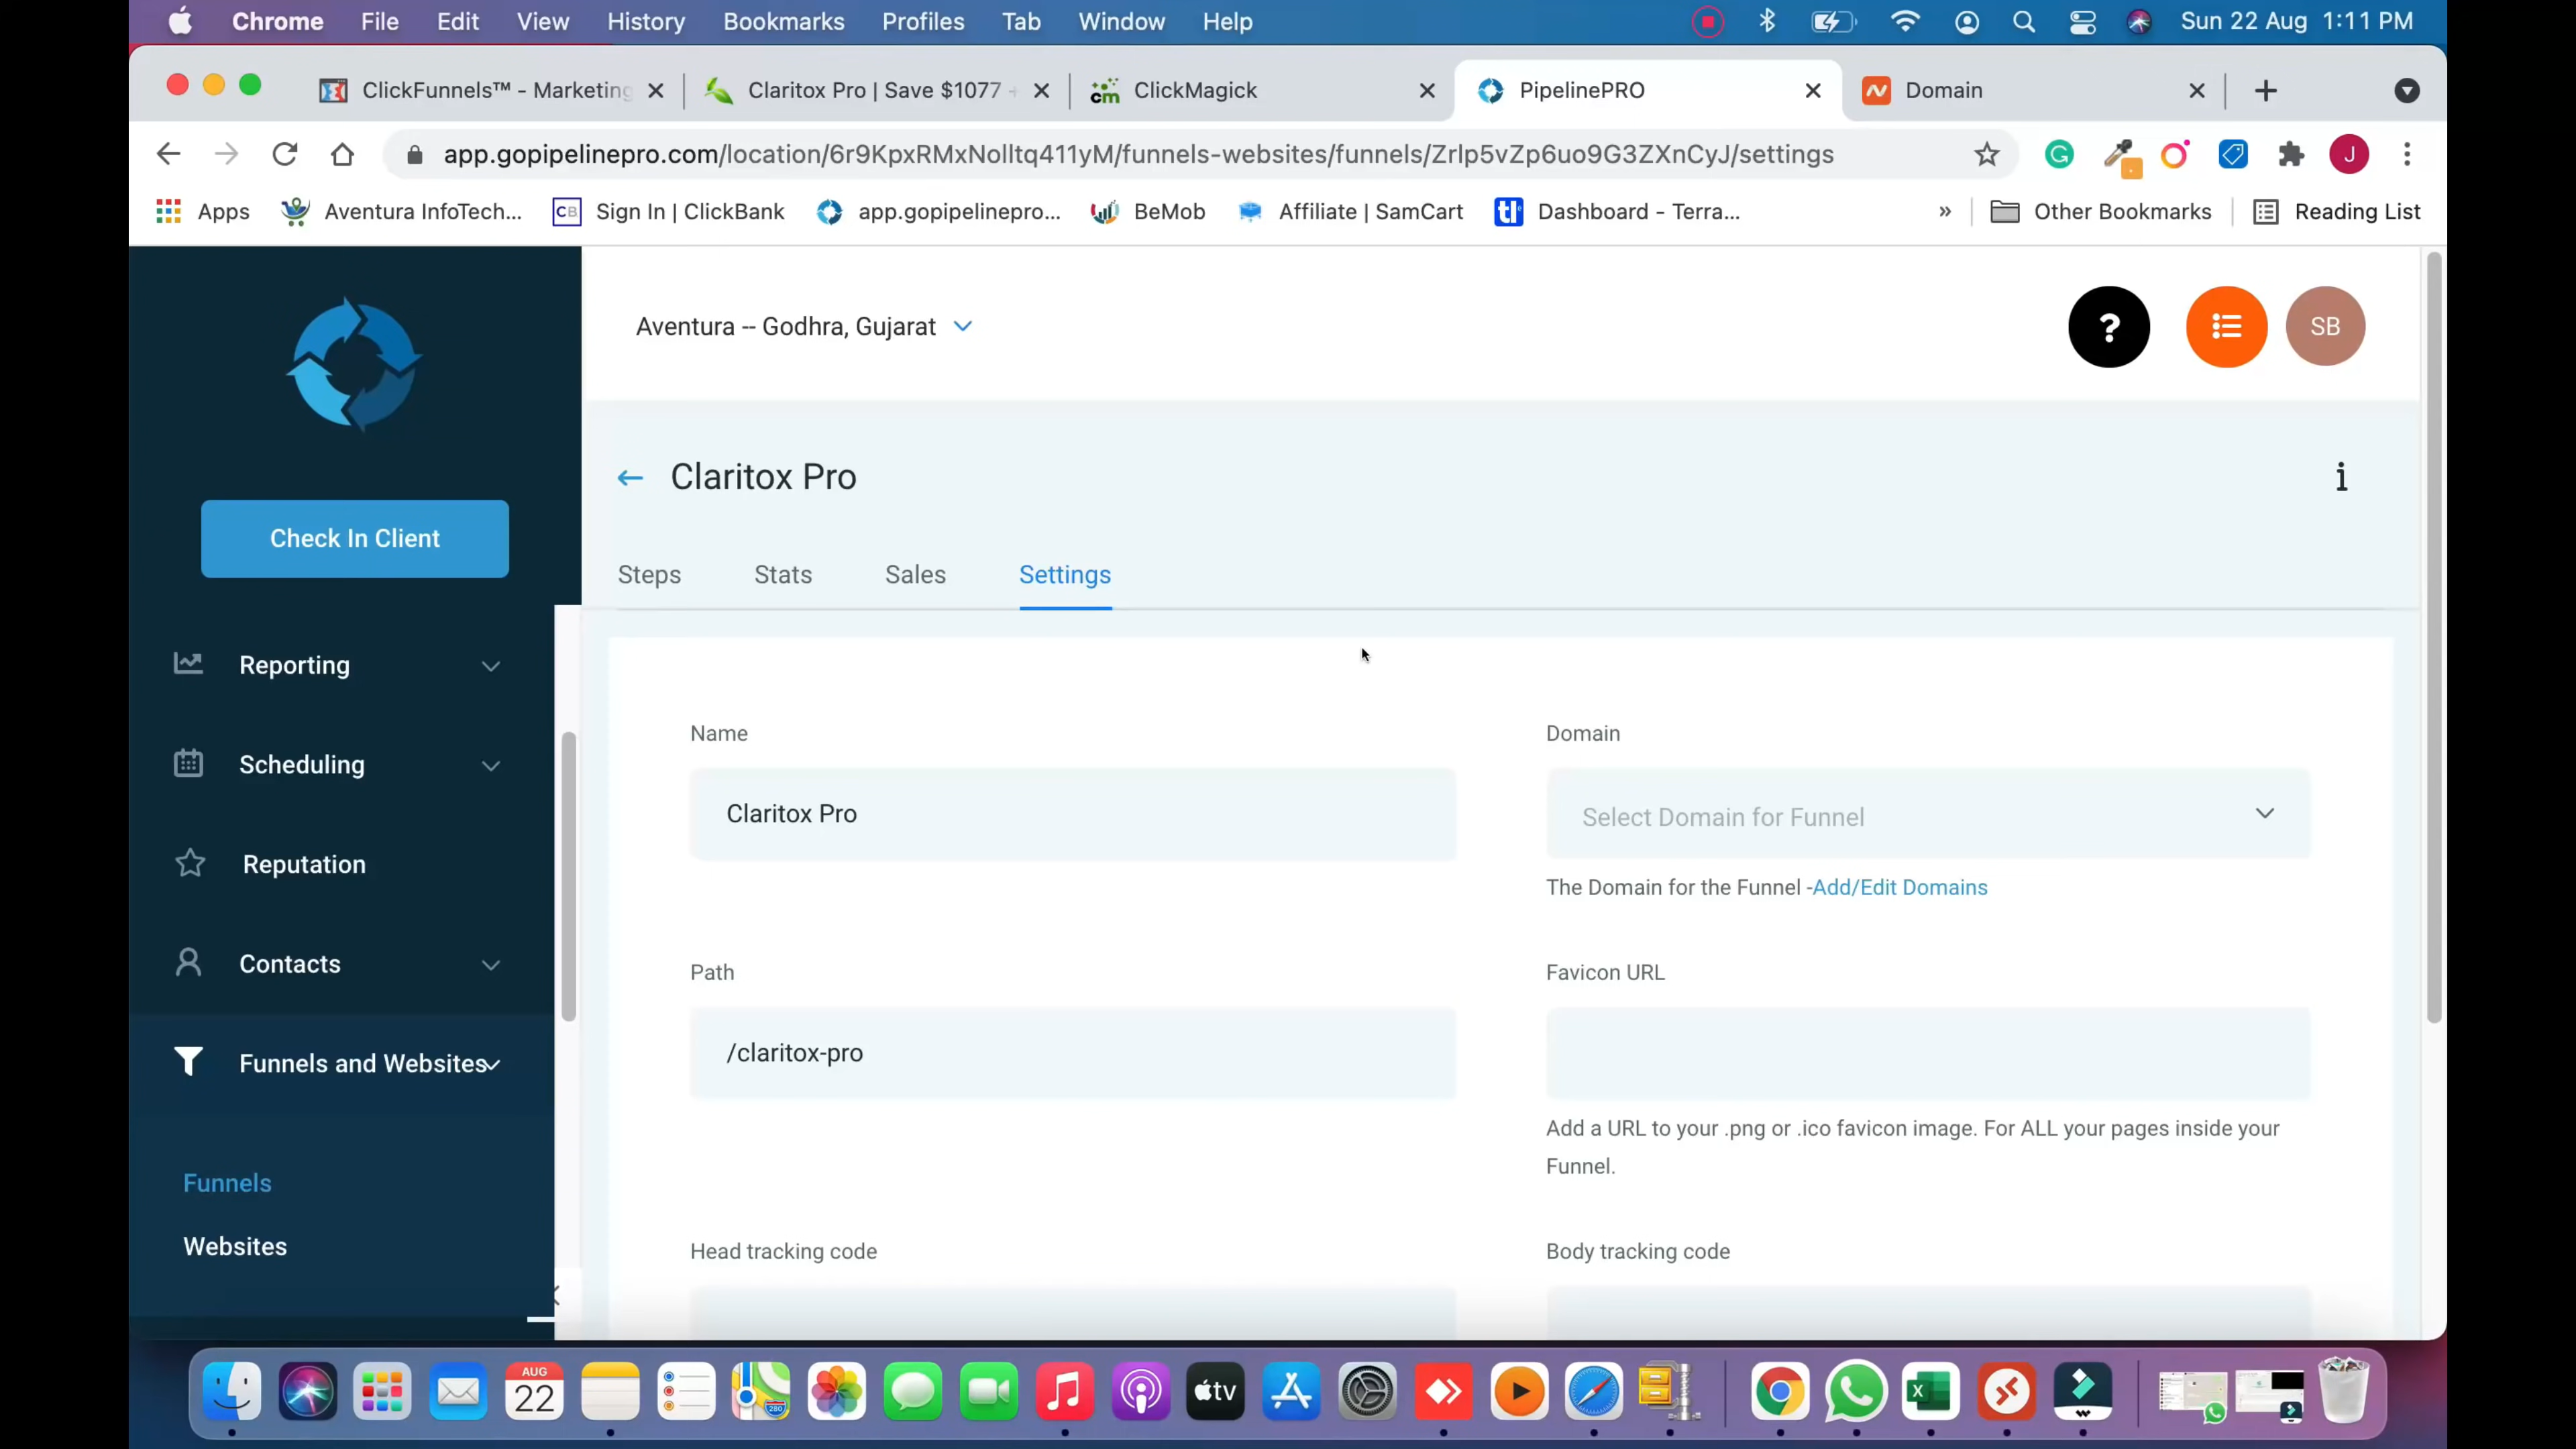 Chrome File Edit View History Bookmarks Profiles Tab Window Help Sun 22 Aug 1:11 PM
ClickFunnels™ - Marketing Claritox Pro | Save $1077 ClickMagick PipelinePRO Domain
app.gopipelinepro.com/location/6r9KpxRMxNolltq411yM/funnels-websites/funnels/Zrlp5vZp6uo9G3ZXnCyJ/settings J
Apps Aventura InfoTech... CB Sign In | ClickBank app.gopipelinepro... BeMob Affiliate | SamCart Dashboard - Terra... » Other Bookmarks Reading List
Aventura -- Godhra, Gujarat ? SB
Check In Client
Reporting
Scheduling
Reputation
Contacts
Funnels and Websites
Funnels
Websites
Claritox Pro i
Steps Stats Sales Settings
Name Domain
Claritox Pro Select Domain for Funnel
The Domain for the Funnel -Add/Edit Domains
Path Favicon URL
/claritox-pro
Add a URL to your .png or .ico favicon image. For ALL your pages inside your
Funnel.
Head tracking code Body tracking code
AUG
22
280
tv